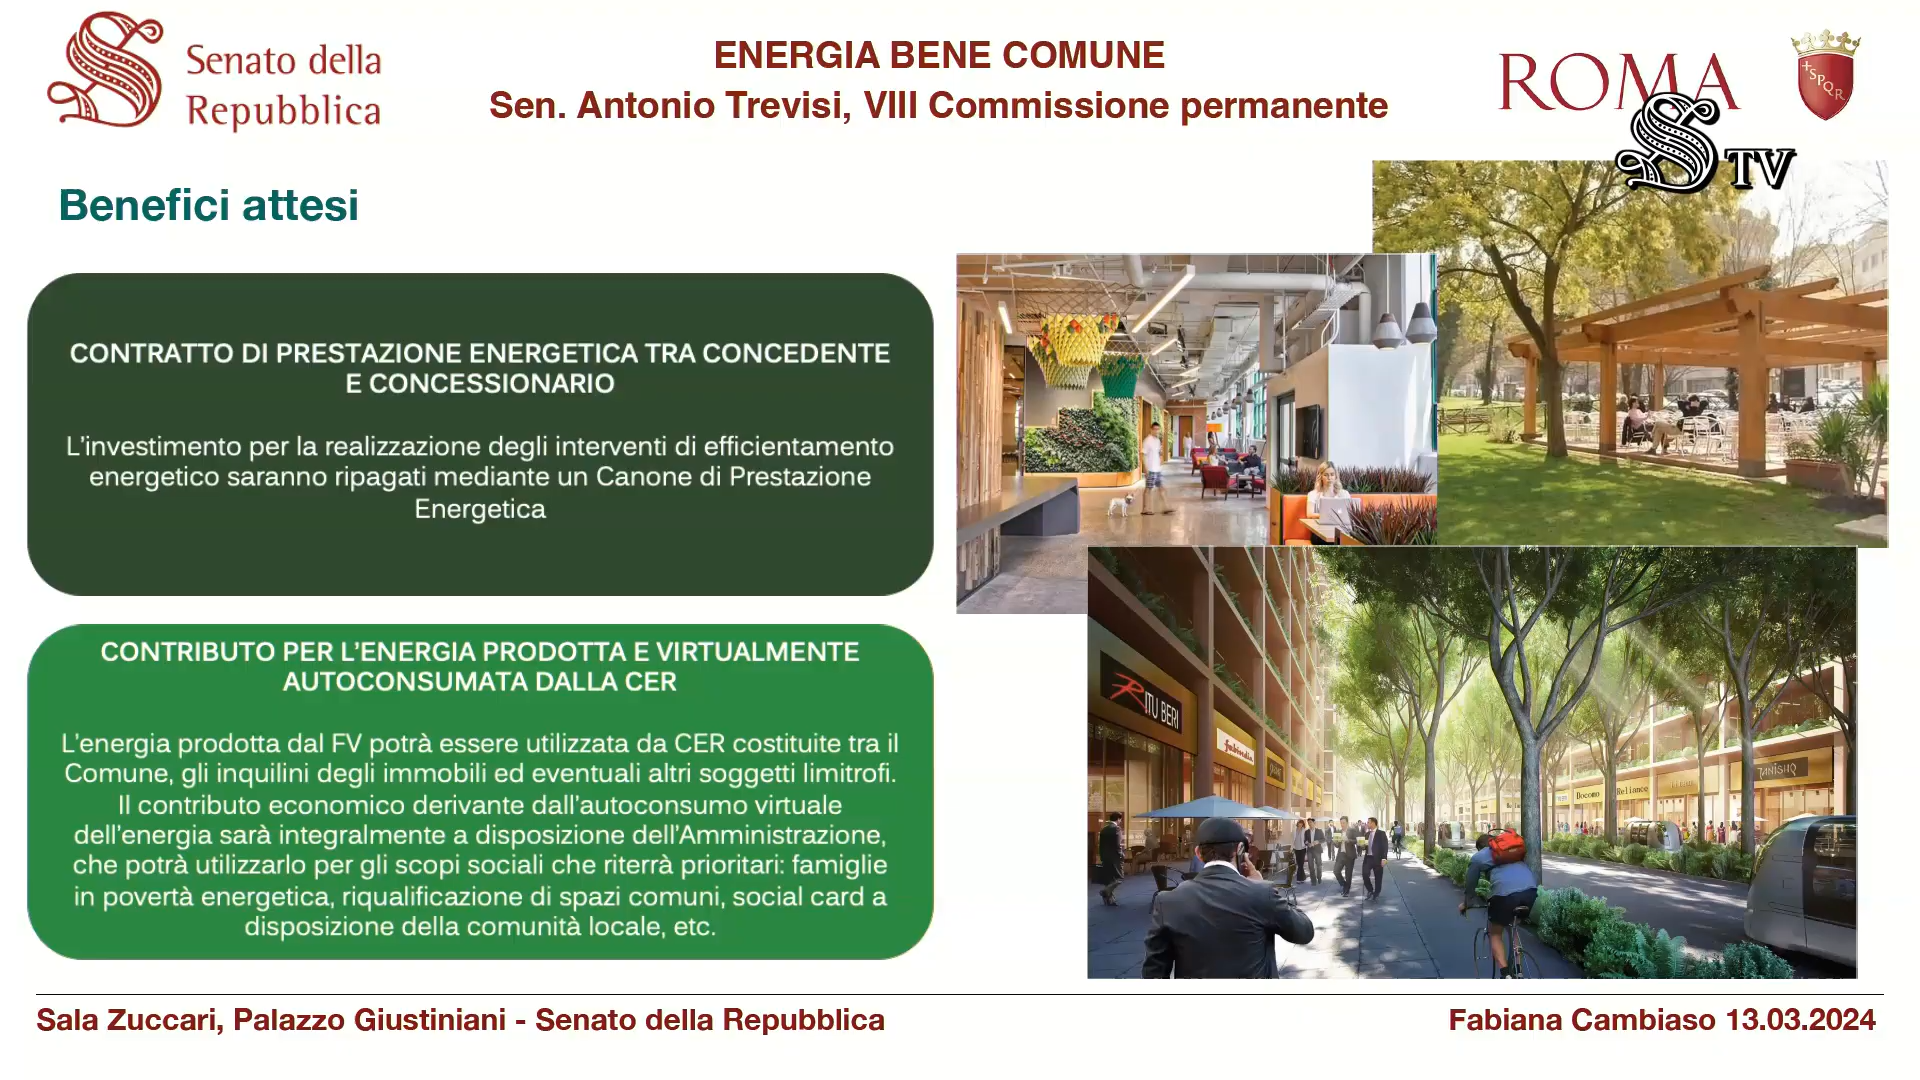 Senato della
Repubblica
ENERGIA BENE COMUNE
Sen. Antonio Trevisi, VIII Commissione permanente
ROMA
SPQR
S TV
Benefici attesi
CONTRATTO DI PRESTAZIONE ENERGETICA TRA CONCEDENTE
E CONCESSIONARIO
L'investimento per la realizzazione degli interventi di efficientamento
energetico saranno ripagati mediante un Canone di Prestazione
Energetica
CONTRIBUTO PER L'ENERGIA PRODOTTA E VIRTUALMENTE
AUTOCONSUMATA DALLA CER
L'energia prodotta dal FV potrà essere utilizzata da CER costituite tra il
Comune, gli inquilini degli immobili ed eventuali altri soggetti limitrofi.
Il contributo economico derivante dall'autoconsumo virtuale
dell'energia sarà integralmente a disposizione dell'Amministrazione,
che potrà utilizzarlo per gli scopi sociali che riterrà prioritari: famiglie
in povertà energetica, riqualificazione di spazi comuni, social card a
disposizione della comunità locale, etc.
RITU BERI
fabindia
Docomo
Reliance
TANISHQ
Sala Zuccari, Palazzo Giustiniani - Senato della Repubblica
Fabiana Cambiaso 13.03.2024